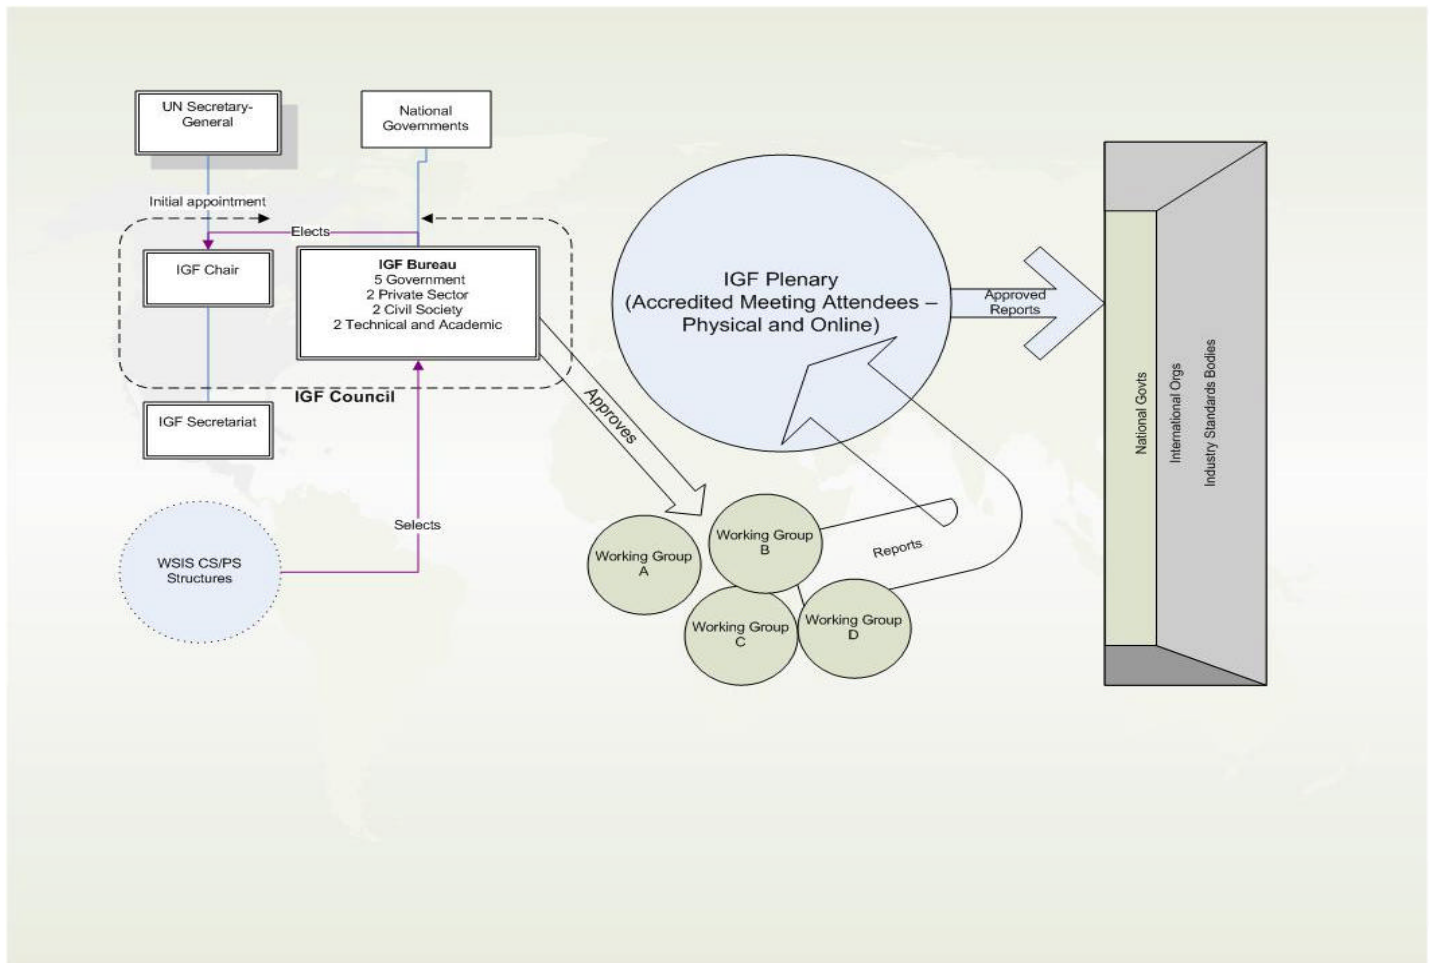 UN Secretary-
General
National
Governments
Initial appointment
Elects
IGF Chair
IGF Bureau
5 Government
2 Private Sector
2 Civil Society
2 Technical and Academic
IGF Council
IGF Secretariat
WSIS CS/PS
Structures
Selects
Approves
IGF Plenary
(Accredited Meeting Attendees –
Physical and Online)
Approved
Reports
Working Group
A
Working Group
B
Working Group
C
Working Group
D
Reports
National Govts
International Orgs
Industry Standards Bodies